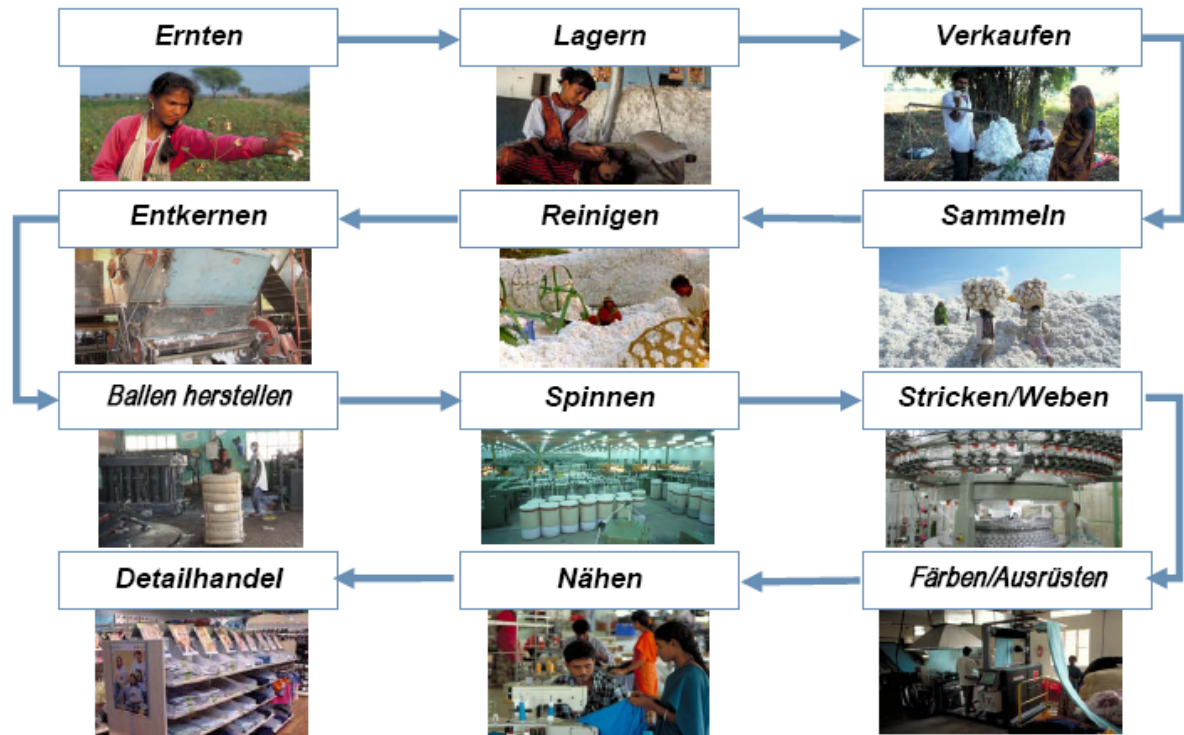 Ernten
Lagern
Verkaufen
Entkernen
Reinigen
Sammeln
Ballen herstellen
Spinnen
Stricken/Weben
Detailhandel
Nähen
Färben/Ausrüsten